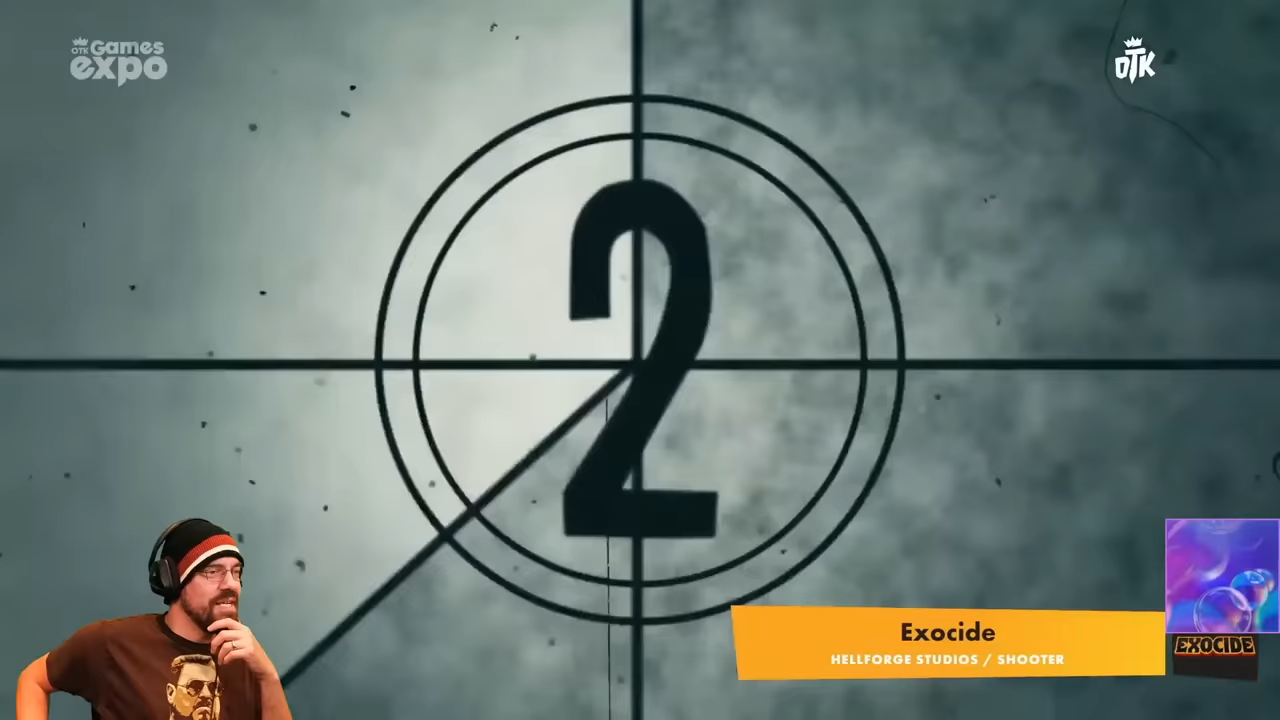 OTK Games
expo
OTK
2
Exocide
HELLFORGE STUDIOS / SHOOTER
EXOCIDE